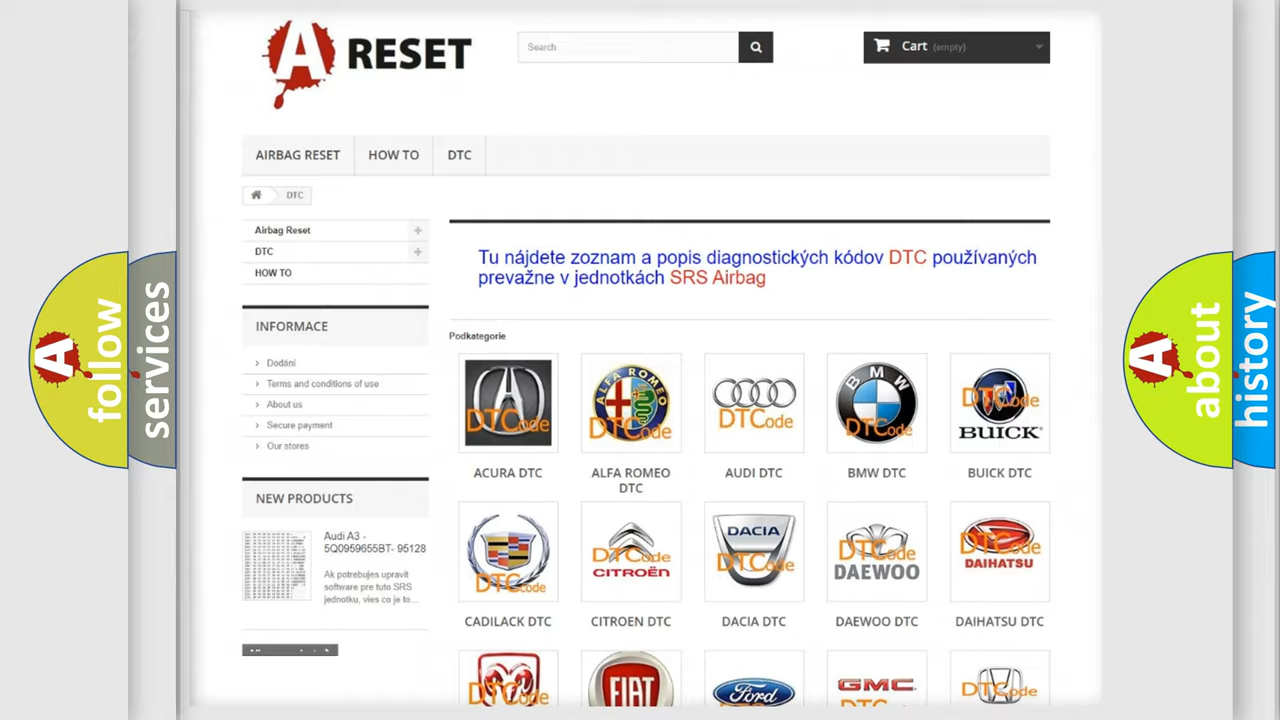 A RESET
Search
Cart (empty)
AIRBAG RESET
HOW TO
DTC
DTC
Airbag Reset
DTC
HOW TO
INFORMACE
Dodání
Terms and conditions of use
About us
Secure payment
Our stores
NEW PRODUCTS
Audi A3 -
5Q0959655BT- 95128
Ak potrebujes upravit
software pre tuto SRS
jednotku, vies co je to...
Tu nájdete zoznam a popis diagnostických kódov DTC používaných
prevažne v jednotkách SRS Airbag
Podkategorie
DTCode
ALFA ROMEO
DTCode
DTCode
BMW
DTCode
DTCode
BUICK
ACURA DTC
ALFA ROMEO
DTC
AUDI DTC
BMW DTC
BUICK DTC
DTCode
DTCode
CITROËN
DACIA
DTCode
DTCode
DAEWOO
DTCode
DAIHATSU
CADILACK DTC
CITROEN DTC
DACIA DTC
DAEWOO DTC
DAIHATSU DTC
DTCode
FIAT
Ford
GMC
DTCode
A follow
services
A about
history